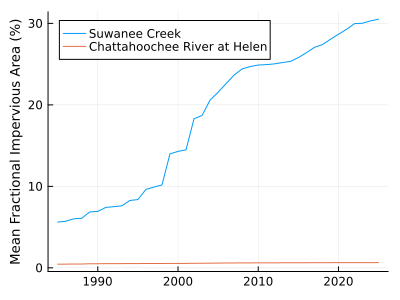 Mean Fractional Impervious Area (%)
30
20
10
0
Suwanee Creek
Chattahoochee River at Helen
1990 2000 2010 2020